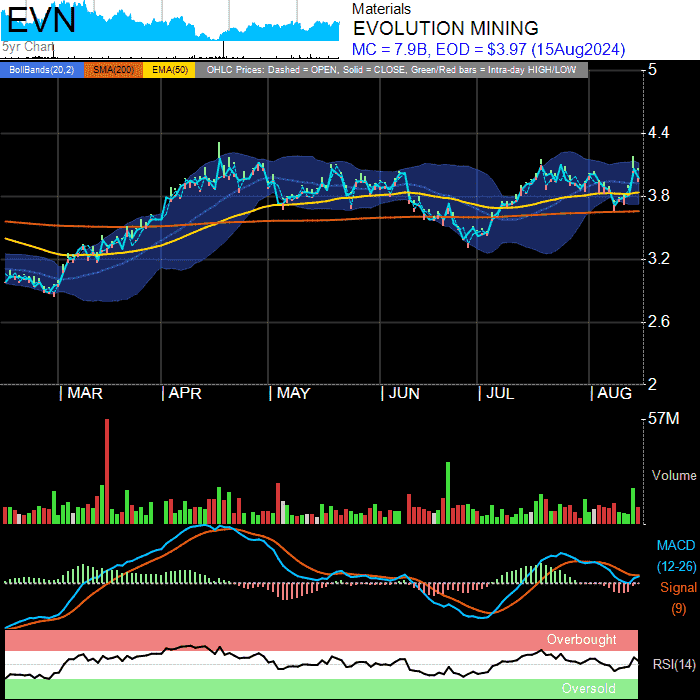 EVN
5yr Chart
Materials
EVOLUTION MINING
MC = 7.9B, EOD = $3.97 (15Aug2024)
BollBands(20,2) SMA(200) EMA(50) OHLC Prices: Dashed = OPEN, Solid = CLOSE, Green/Red bars = Intra-day HIGH/LOW
5
4.4
3.8
3.2
2.6
2
MAR APR MAY JUN JUL AUG
57M
Volume
MACD
(12-26)
Signal
(9)
Overbought
RSI(14)
Oversold